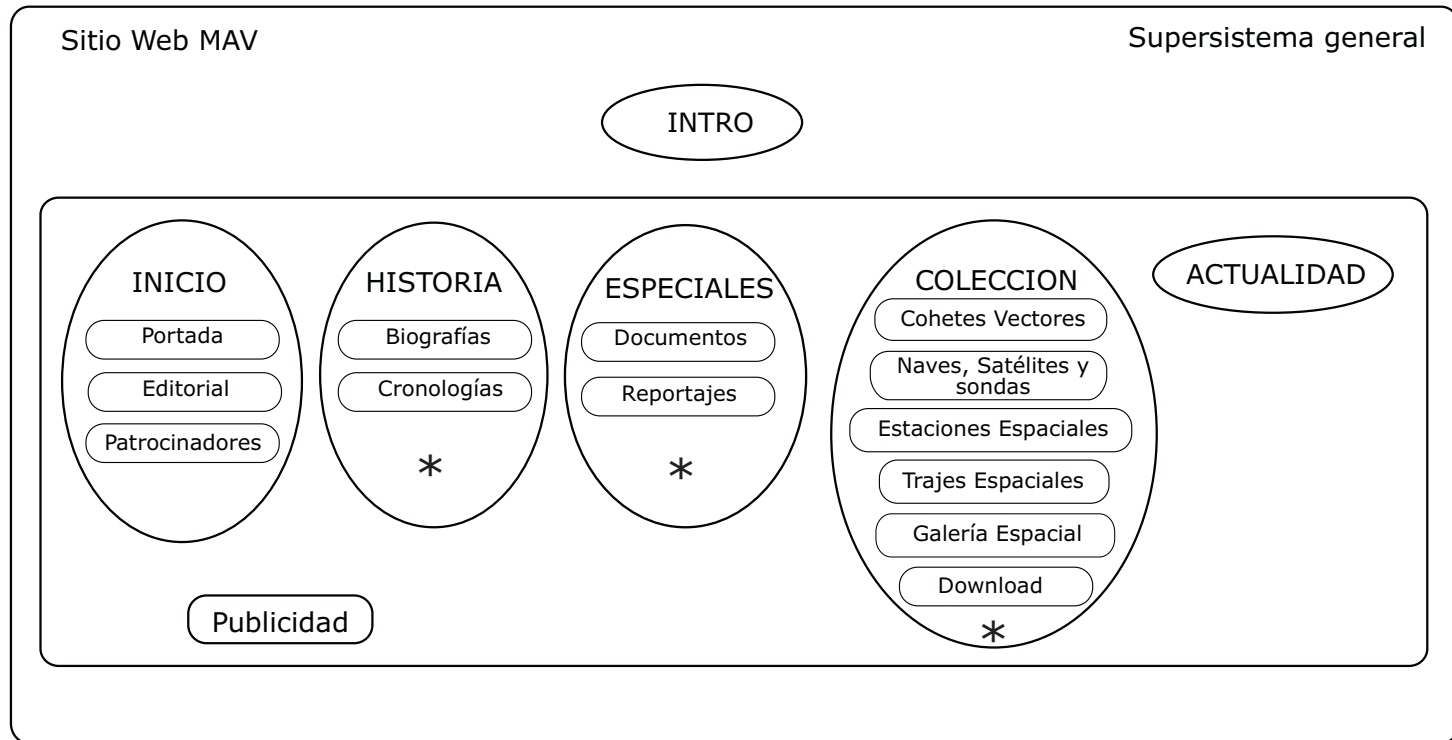 Sitio Web MAV
Supersistema general
INTRO
INICIO
Portada
Editorial
Patrocinadores
HISTORIA
Biografías
Cronologías
*
ESPECIALES
Documentos
Reportajes
*
COLECCION
Cohetes Vectores
Naves, Satélites y
sondas
Estaciones Espaciales
Trajes Espaciales
Galería Espacial
Download
*
ACTUALIDAD
Publicidad